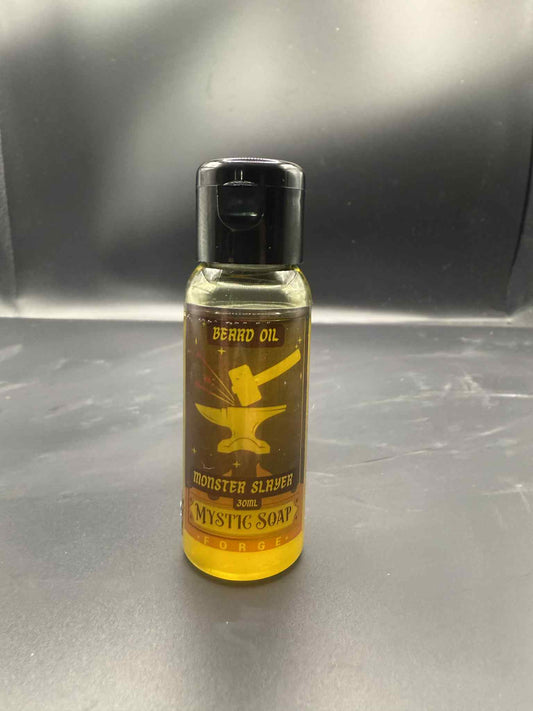 BEARD OIL
MONSTER SLAYER
30ML
MYSTIC SOAP
FORGE